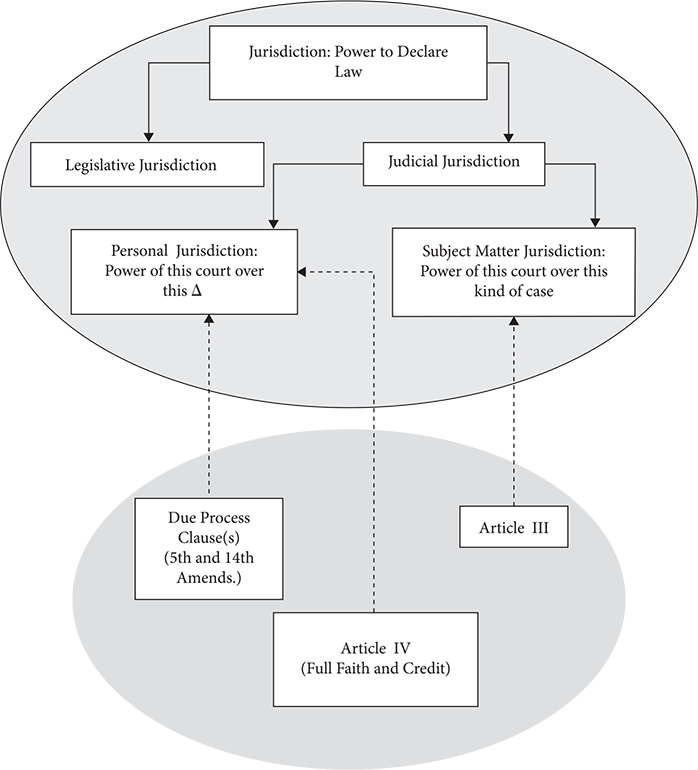 Jurisdiction: Power to Declare
Law
Legislative Jurisdiction
Judicial Jurisdiction
Personal Jurisdiction:
Power of this court over
this Δ
Subject Matter Jurisdiction:
Power of this court over this
kind of case
Due Process
Clause(s)
(5th and 14th
Amends.)
Article III
Article IV
(Full Faith and Credit)